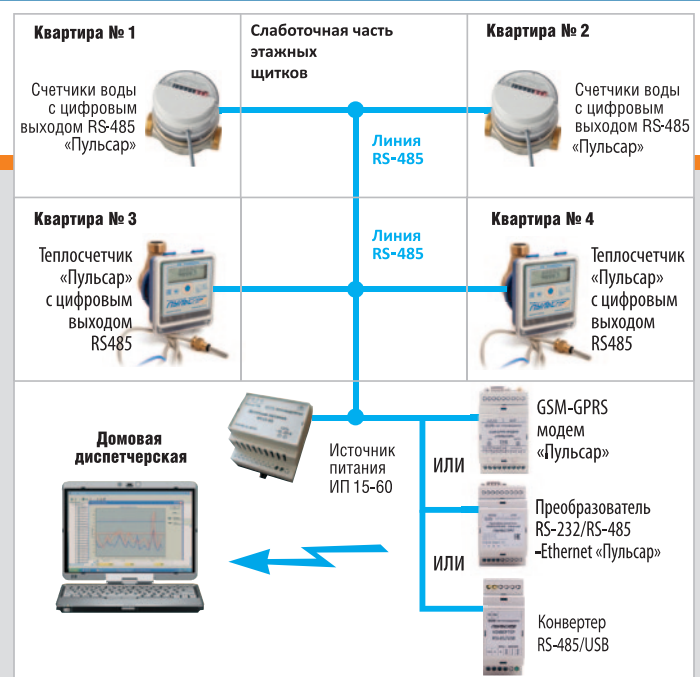 Квартира № 1
Счетчики воды
с цифровым
выходом RS-485
«Пульсар»
Слаботочная часть
этажных
щитков
Квартира № 2
Счетчики воды
с цифровым
выходом RS-485
«Пульсар»
Линия
RS-485
Квартира № 3
Теплосчетчик
«Пульсар»
с цифровым
выходом
RS485
Линия
RS-485
Квартира № 4
Теплосчетчик
«Пульсар»
с цифровым
выходом
RS485
Домовая
диспетчерская
Источник
питания
ИП 15-60
GSM-GPRS
модем
«Пульсар»
ИЛИ
Преобразователь
RS-232/RS-485
-Ethernet «Пульсар»
ИЛИ
Конвертер
RS-485/USB